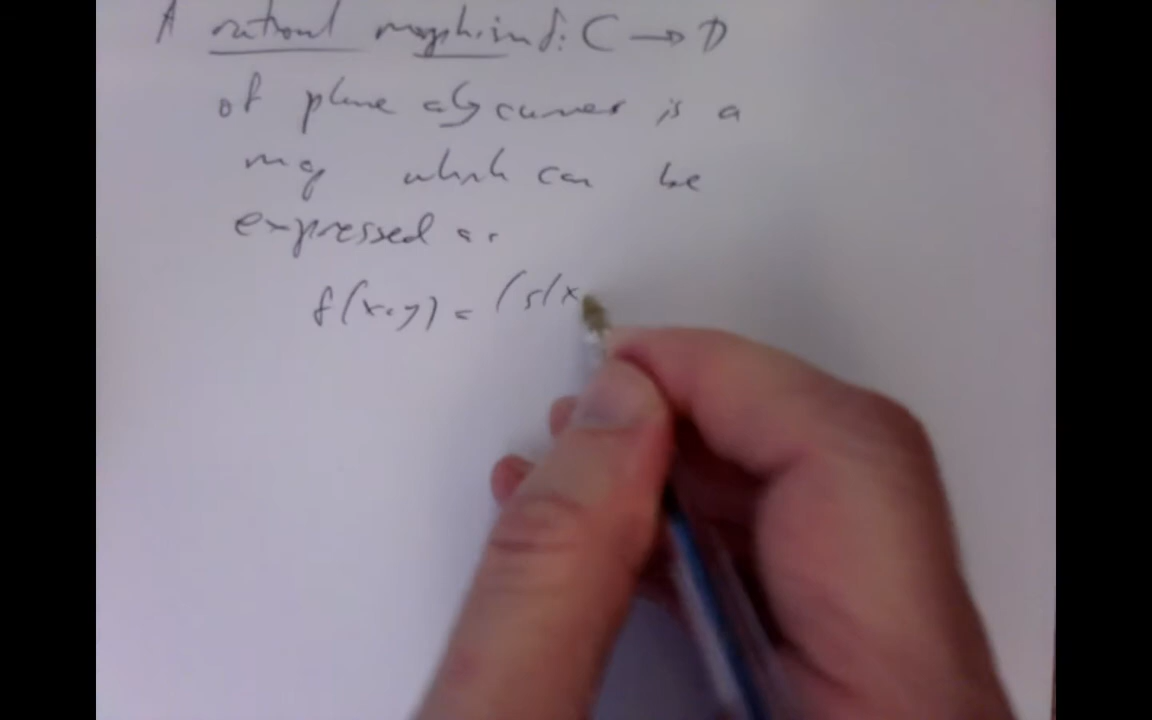 A rational morphism f: C → D
of plane alg curves is a
map which can be
expressed as
f(x,y) = (s(x